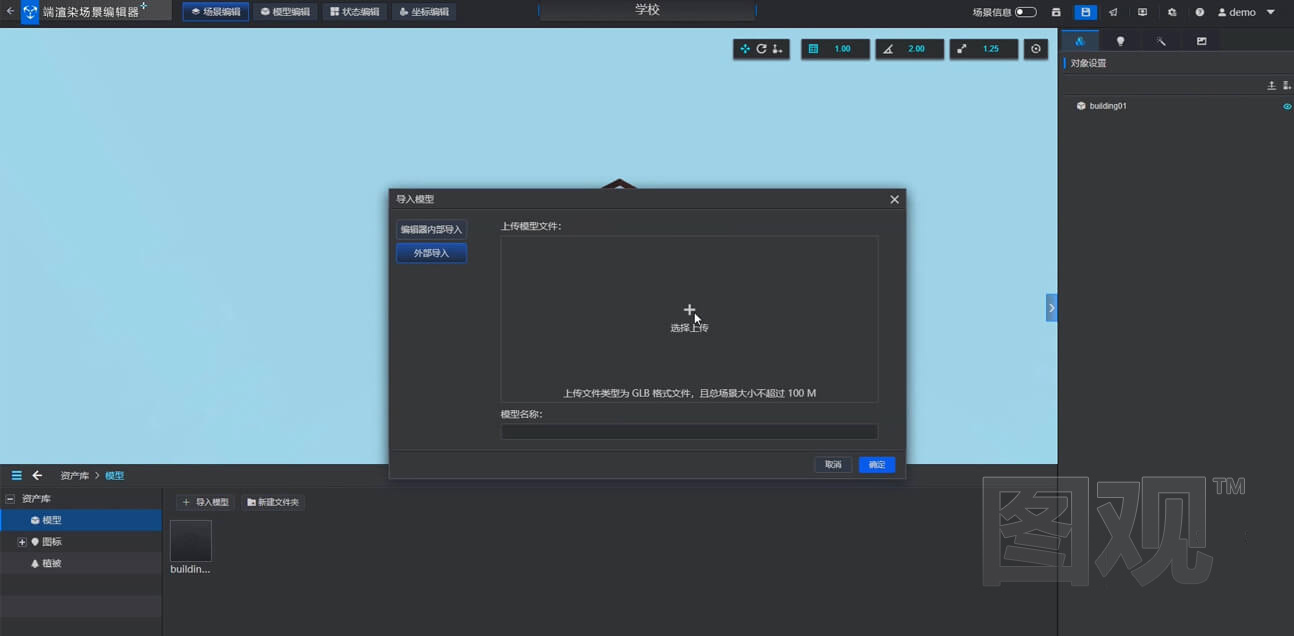 端渲染场景编辑器
场景编辑
模型编辑
状态编辑
坐标编辑
学校
场景信息
demo
1.00
2.00
1.25
对象设置
building01
导入模型
编辑器内部导入
外部导入
上传模型文件:
选择上传
上传文件类型为 GLB 格式文件，且总场景大小不超过 100 M
模型名称:
取消
确定
资产库 > 模型
资产库
模型
图标
植被
导入模型
新建文件夹
buildin...
图观™